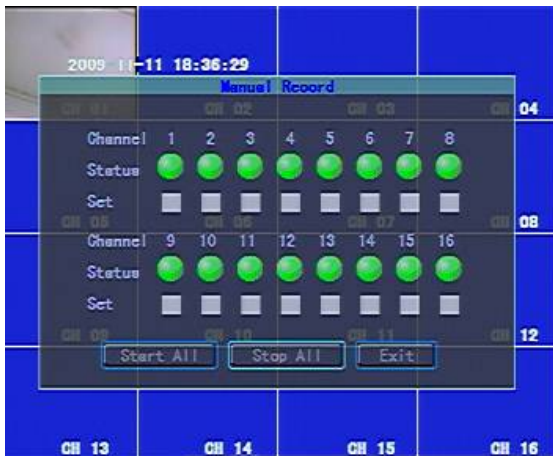 2009-11-11 18:36:29
Manual Record
CH 01 CH 02 CH 03 CH 04
Channel 1 2 3 4 5 6 7 8
Status
Set
CH 05 CH 06 CH 07 CH 08
Channel 9 10 11 12 13 14 15 16
Status
Set
CH 09 CH 10 CH 11 CH 12
Start All Stop All Exit
CH 13 CH 14 CH 15 CH 16